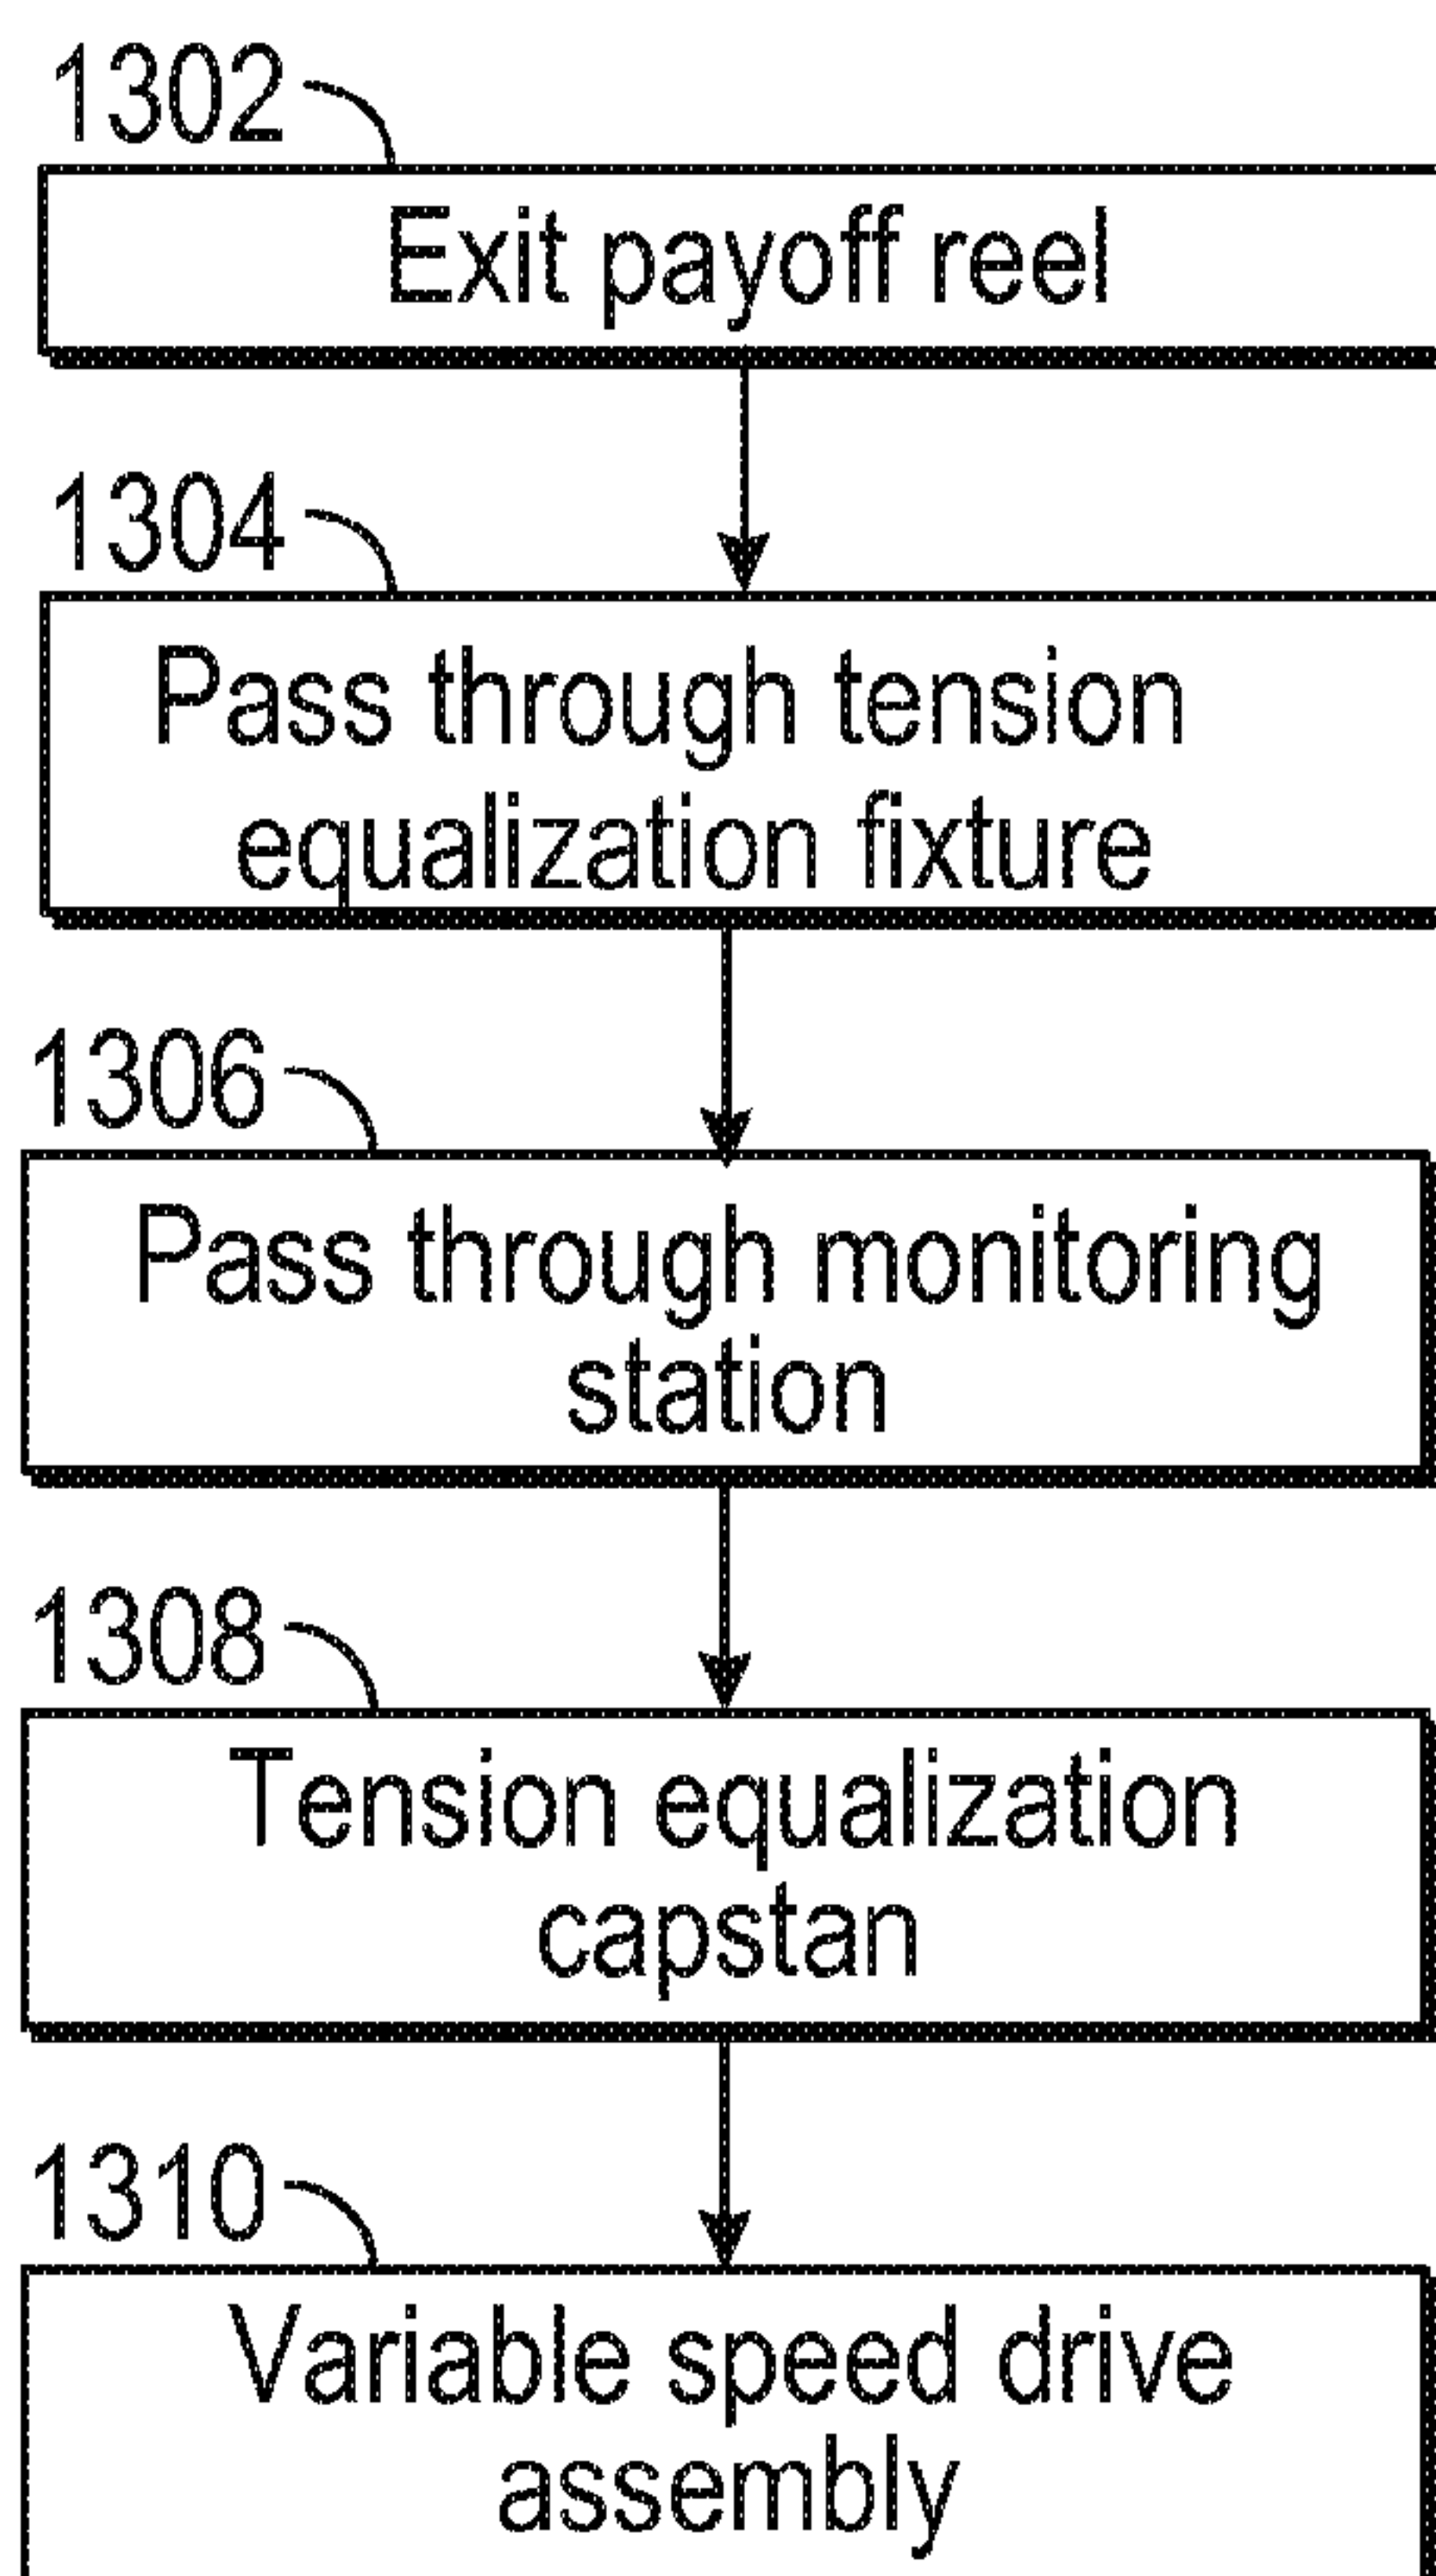 1302
Exit payoff reel
1304
Pass through tension
equalization fixture
1306
Pass through monitoring
station
1308
Tension equalization
capstan
1310
Variable speed drive
assembly